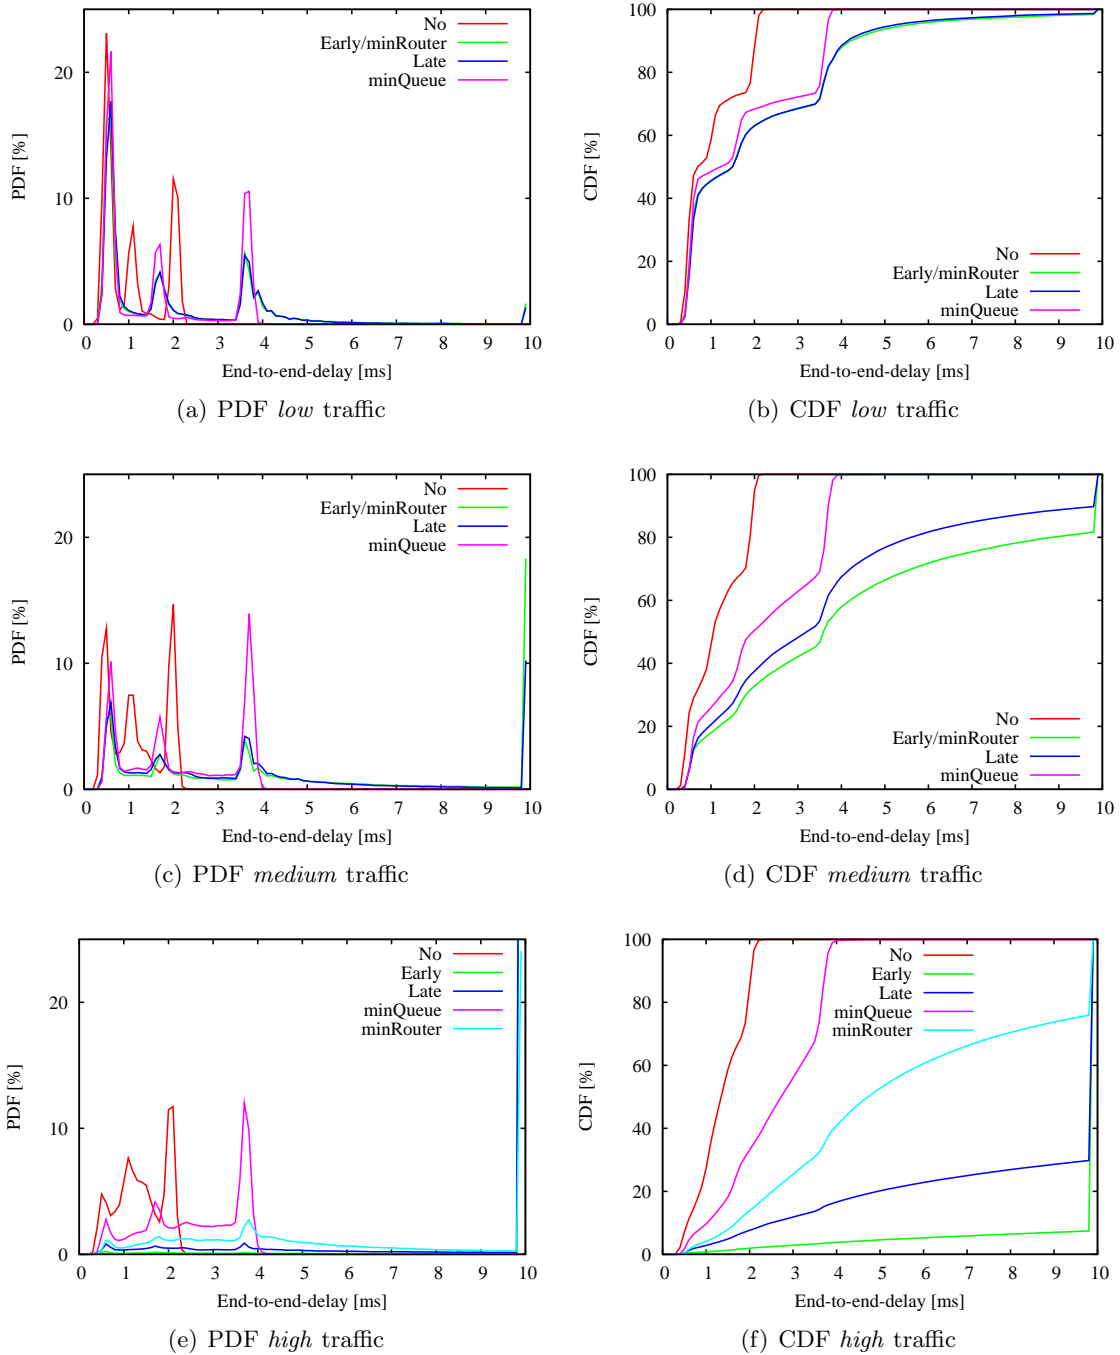 20
10
0
PDF [%]
No
Early/minRouter
Late
minQueue
0 1 2 3 4 5 6 7 8 9 10
End-to-end-delay [ms]
(a) PDF low traffic
100
80
60
40
20
0
CDF [%]
No
Early/minRouter
Late
minQueue
0 1 2 3 4 5 6 7 8 9 10
End-to-end-delay [ms]
(b) CDF low traffic
20
10
0
PDF [%]
No
Early/minRouter
Late
minQueue
0 1 2 3 4 5 6 7 8 9 10
End-to-end-delay [ms]
(c) PDF medium traffic
100
80
60
40
20
0
CDF [%]
No
Early/minRouter
Late
minQueue
0 1 2 3 4 5 6 7 8 9 10
End-to-end-delay [ms]
(d) CDF medium traffic
20
10
0
PDF [%]
No
Early
Late
minQueue
minRouter
0 1 2 3 4 5 6 7 8 9 10
End-to-end-delay [ms]
(e) PDF high traffic
100
80
60
40
20
0
CDF [%]
No
Early
Late
minQueue
minRouter
0 1 2 3 4 5 6 7 8 9 10
End-to-end-delay [ms]
(f) CDF high traffic